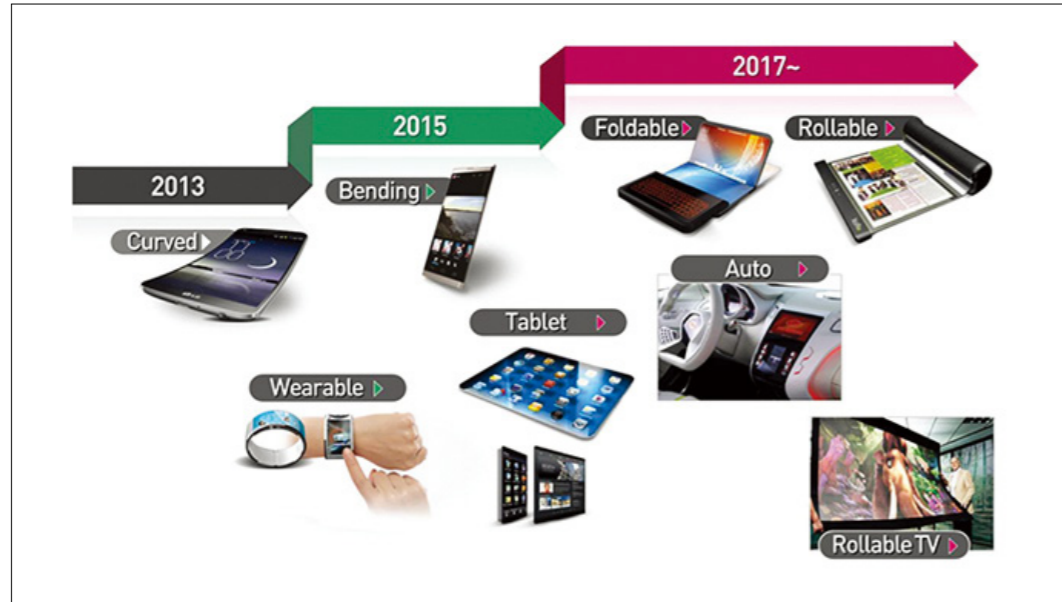 2017~
2015
2013
Foldable
Rollable
Bending
Curved
Auto
Tablet
Wearable
Rollable TV